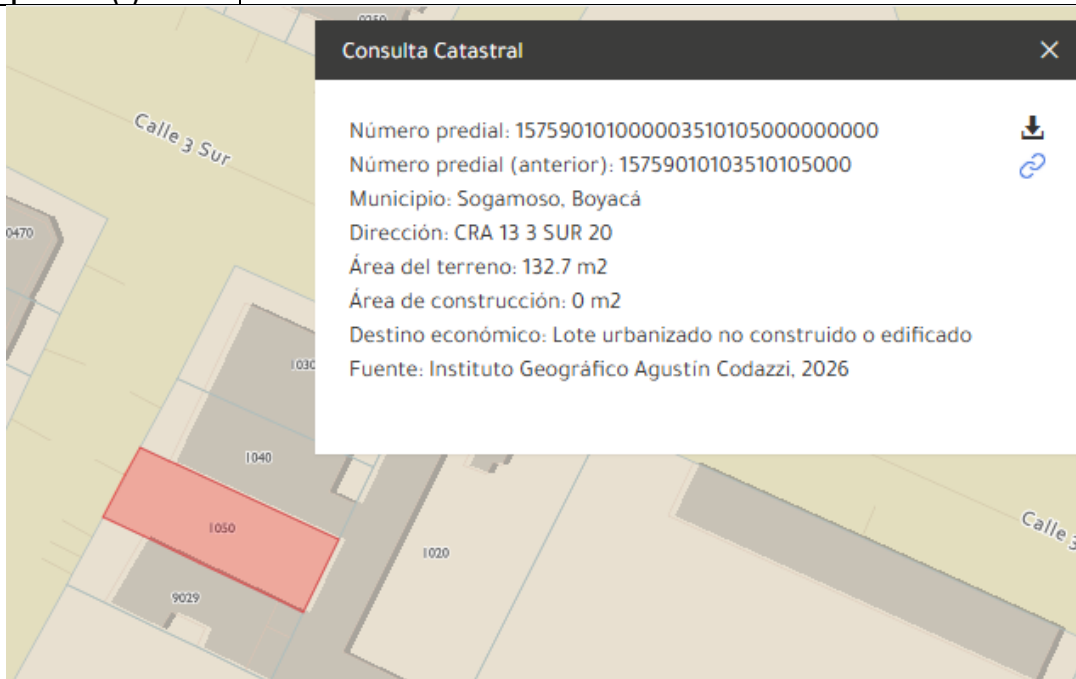 Consulta Catastral
Número predial: 157590101000003510105000000000
Número predial (anterior): 15759010103510105000
Municipio: Sogamoso, Boyacá
Dirección: CRA 13 3 SUR 20
Área del terreno: 132.7 m2
Área de construcción: 0 m2
Destino económico: Lote urbanizado no construido o edificado
Fuente: Instituto Geográfico Agustín Codazzi, 2026
Calle 3 Sur
0470
1030
1040
1050
1020
9029
Calle 3